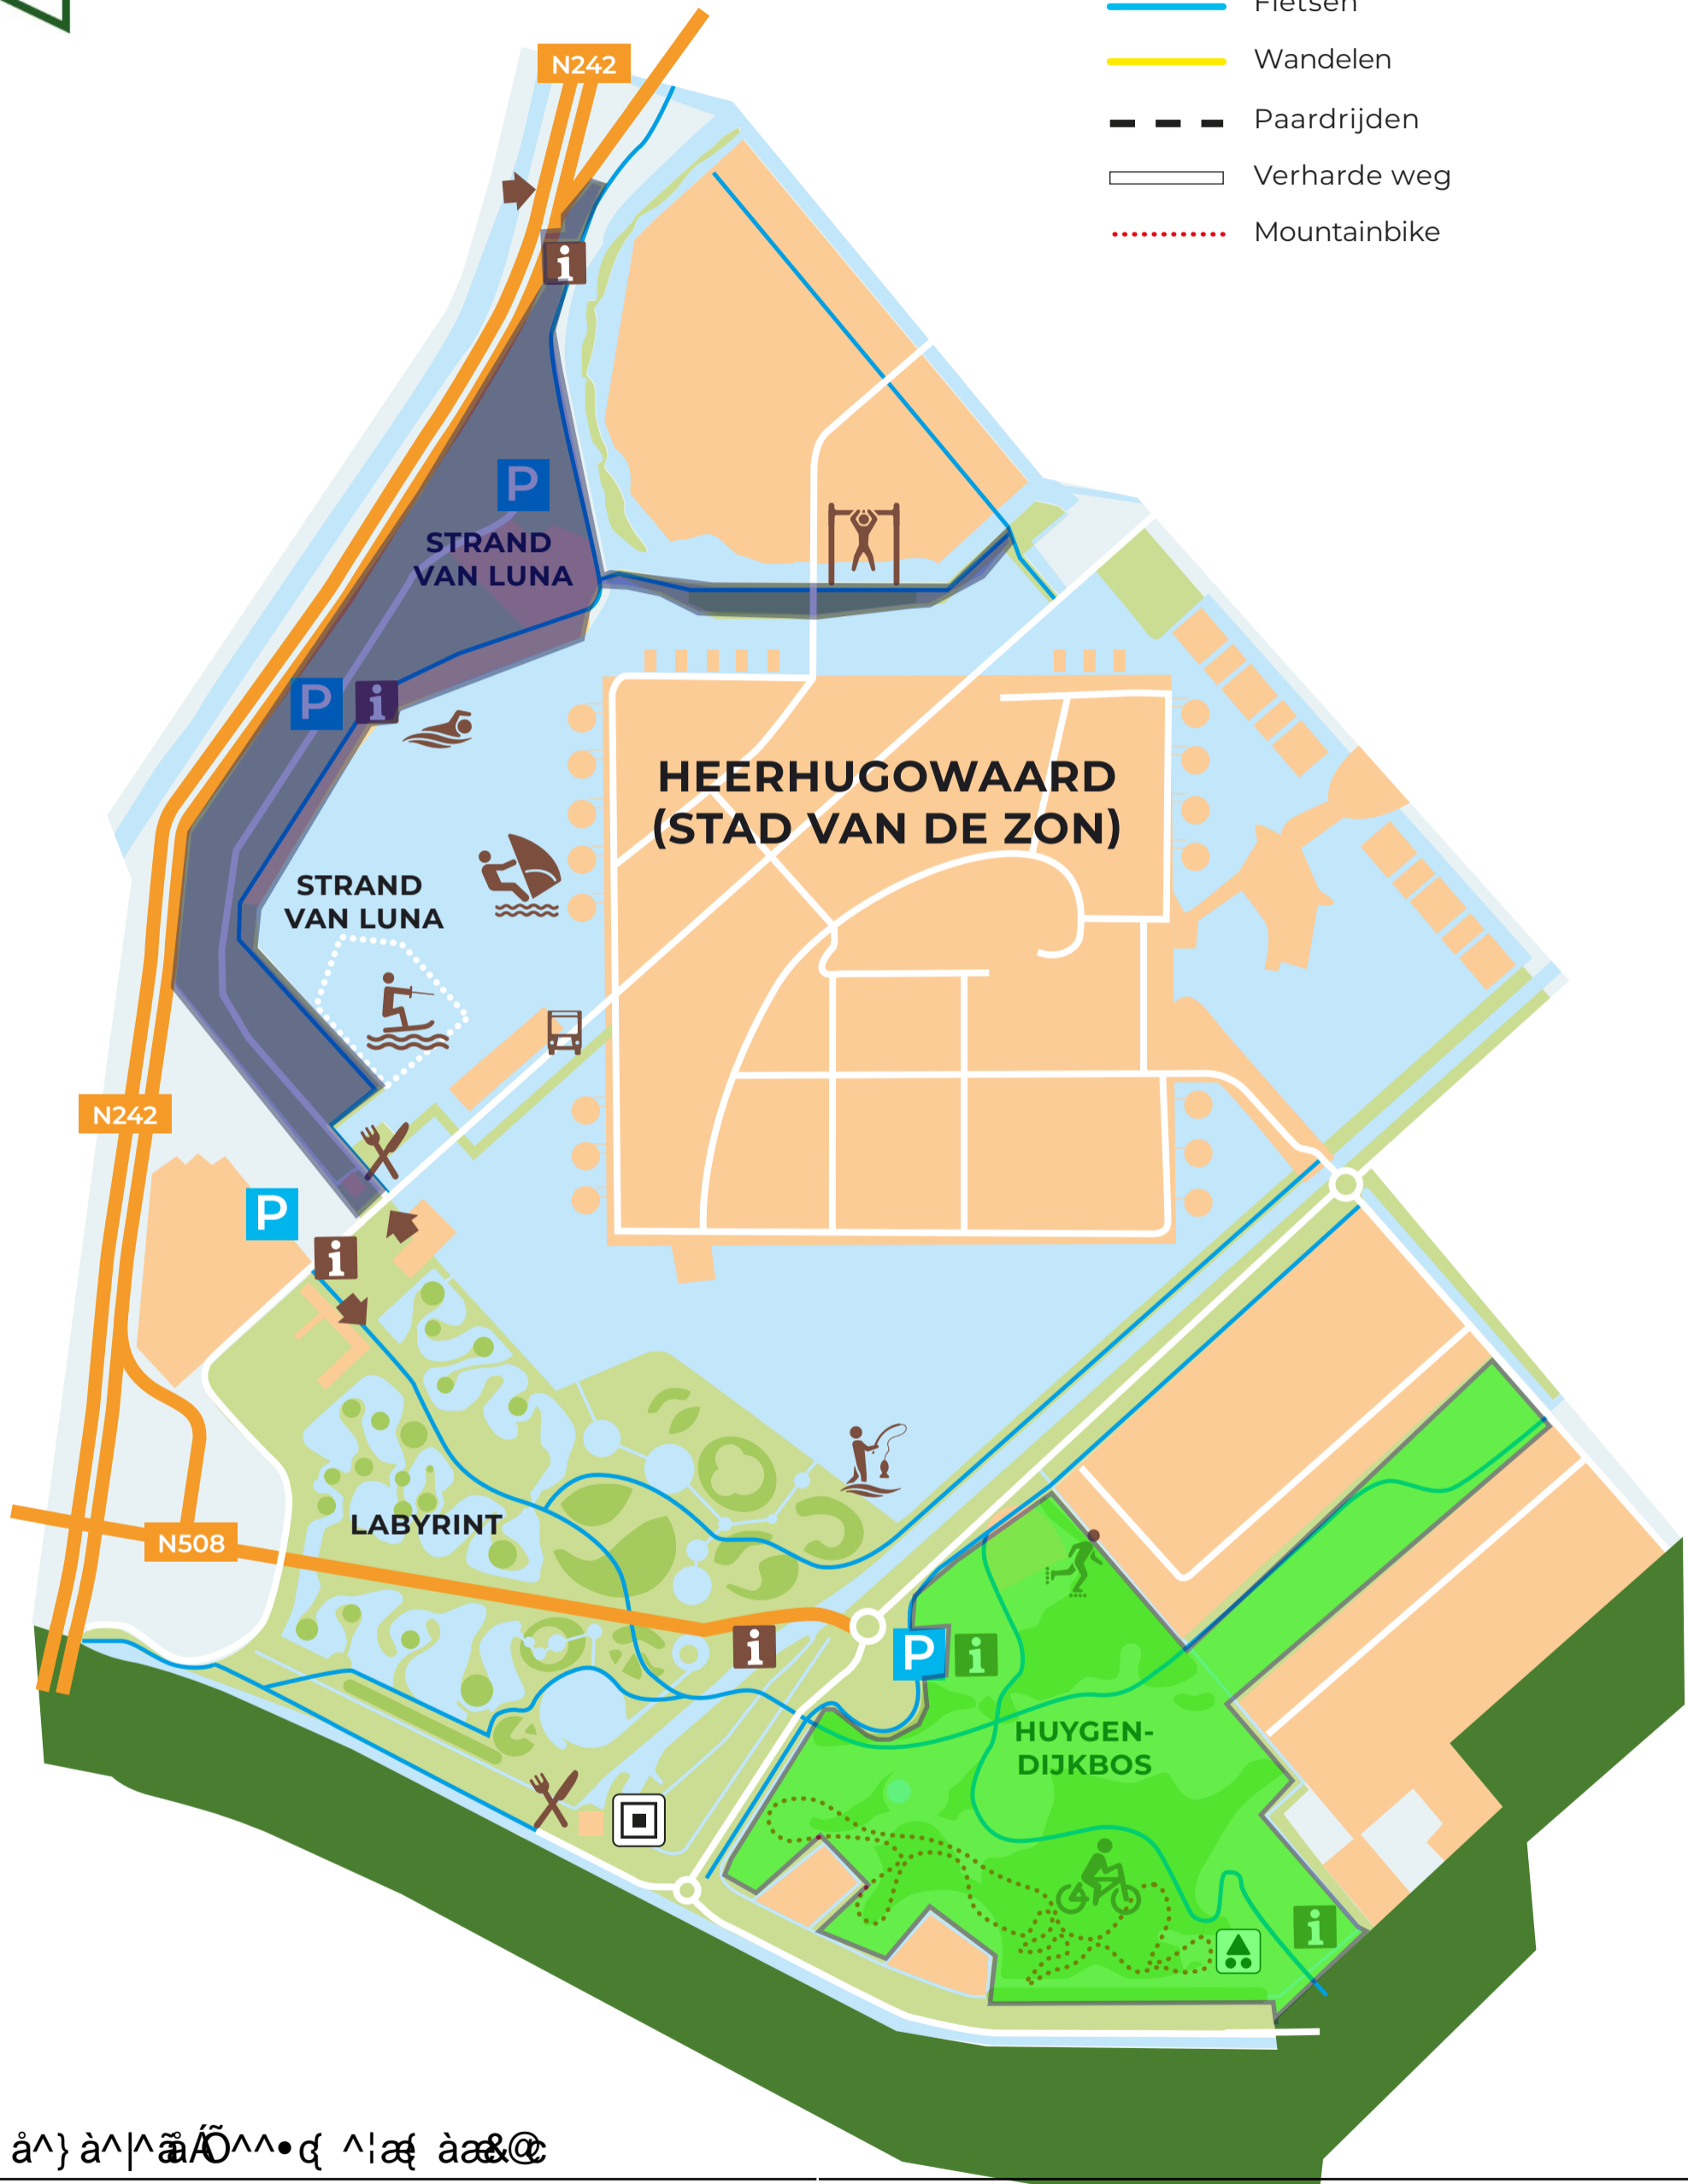 Fietsen
Wandelen
Paardrijden
Verharde weg
Mountainbike
N242
i
P
STRAND
VAN LUNA
P
i
HEERHUGOWAARD
(STAD VAN DE ZON)
STRAND
VAN LUNA
N242
P
i
LABYRINT
N508
i
P
i
HUYGEN-
DIJKBOS
i